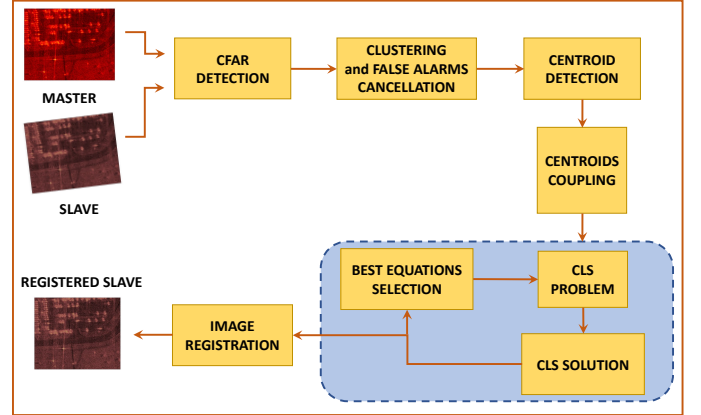 MASTER
SLAVE
CFAR
DETECTION
CLUSTERING
and FALSE ALARMS
CANCELLATION
CENTROID
DETECTION
CENTROIDS
COUPLING
BEST EQUATIONS
SELECTION
CLS
PROBLEM
CLS SOLUTION
IMAGE
REGISTRATION
REGISTERED SLAVE